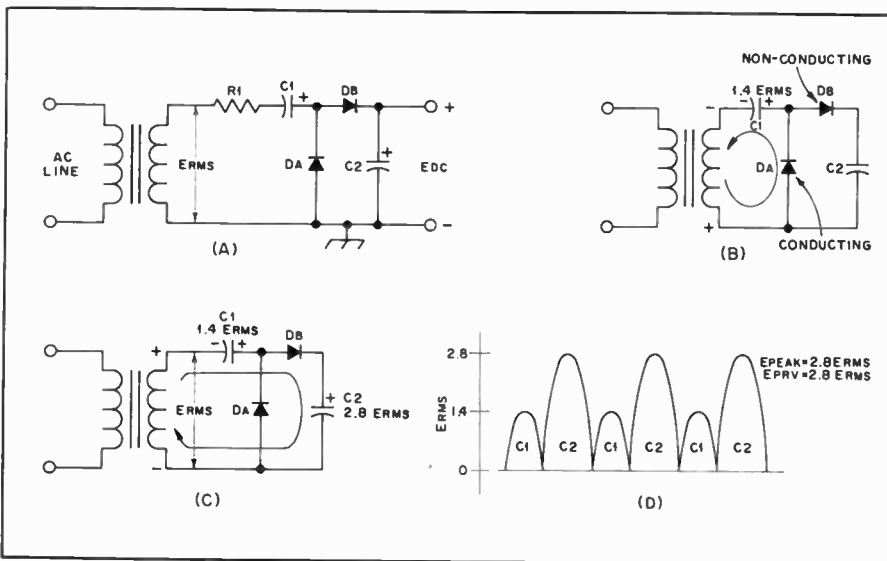 AC
LINE
ERMS
R1
C1
+
DB
DA
C2
+
EDC
+
-
(A)
NON-CONDUCTING
1.4 ERMS
DB
-
- +
C1
DA
C2
+
CONDUCTING
(B)
C1
1.4 ERMS
- +
DB
+
ERMS
DA
+
C2
2.8 ERMS
-
(C)
2.8
1.4
0
ERMS
C1
C2
C1
C2
C1
C2
EPEAK=2.8ERMS
EPRV=2.8 ERMS
(D)